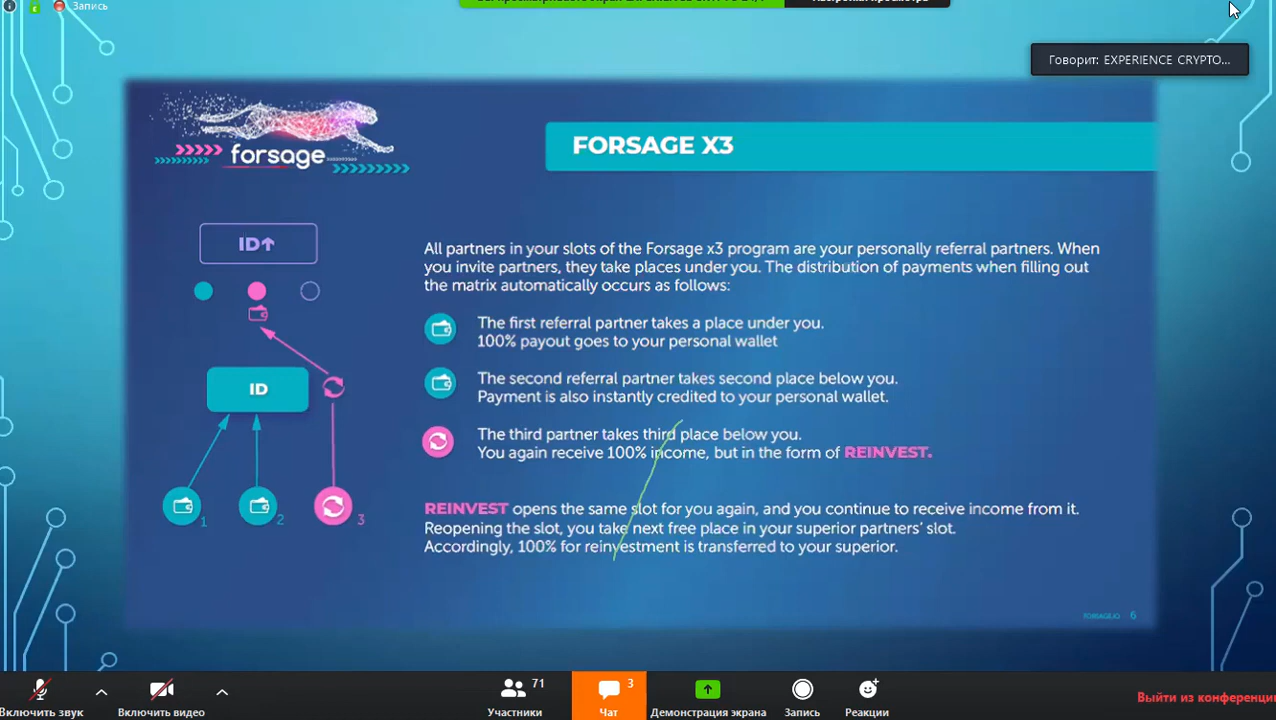 Запись
Говорит: EXPERIENCE CRYPTO...
forsage
FORSAGE X3
ID↑
All partners in your slots of the Forsage x3 program are your personally referral partners. When
you invite partners, they take places under you. The distribution of payments when filling out
the matrix automatically occurs as follows:
The first referral partner takes a place under you.
100% payout goes to your personal wallet
ID
The second referral partner takes second place below you.
Payment is also instantly credited to your personal wallet.
The third partner takes third place below you.
You again receive 100% income, but in the form of REINVEST.
1
2
3
REINVEST opens the same slot for you again, and you continue to receive income from it.
Reopening the slot, you take next free place in your superior partners' slot.
Accordingly, 100% for reinvestment is transferred to your superior.
FORSAGE.IO 6
Включить звук
Включить видео
71
Участники
3
Чат
Демонстрация экрана
Запись
Реакции
Выйти из конференци